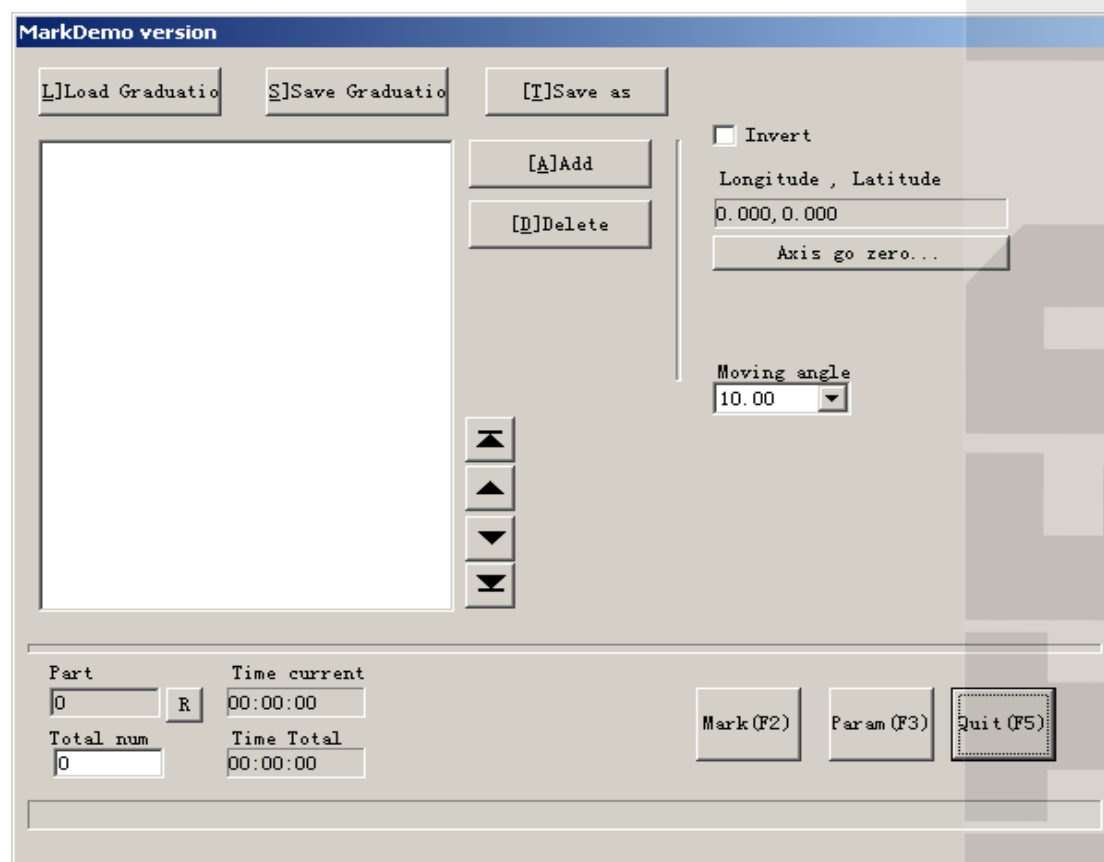 MarkDemo version
L]Load Graduatio
S]Save Graduatio
[T]Save as
[A]Add
[D]Delete
Invert
Longitude , Latitude
0.000,0.000
Axis go zero...
Moving angle
10.00
Part
0
R
Time current
00:00:00
Total num
0
Time Total
00:00:00
Mark(F2)
Param(F3)
Quit(F5)